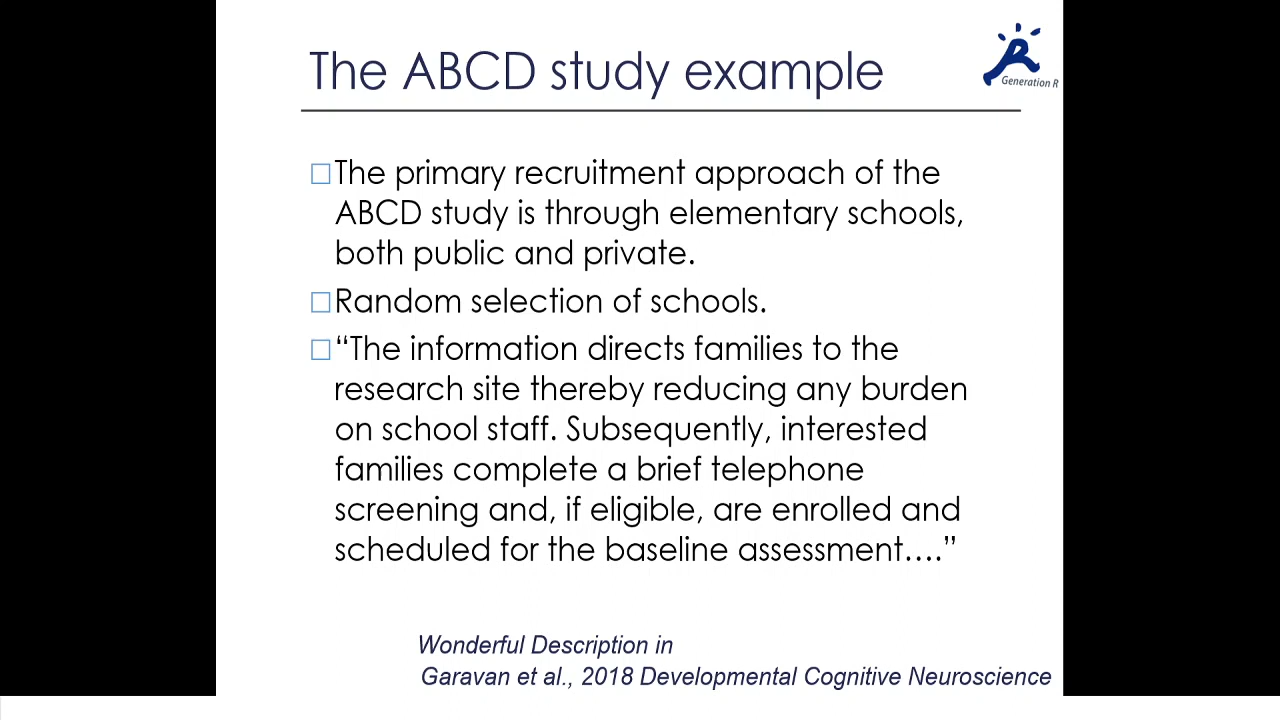 The ABCD study example
Generation R
The primary recruitment approach of the
ABCD study is through elementary schools,
both public and private.
Random selection of schools.
“The information directs families to the
research site thereby reducing any burden
on school staff. Subsequently, interested
families complete a brief telephone
screening and, if eligible, are enrolled and
scheduled for the baseline assessment….”
Wonderful Description in
Garavan et al., 2018 Developmental Cognitive Neuroscience